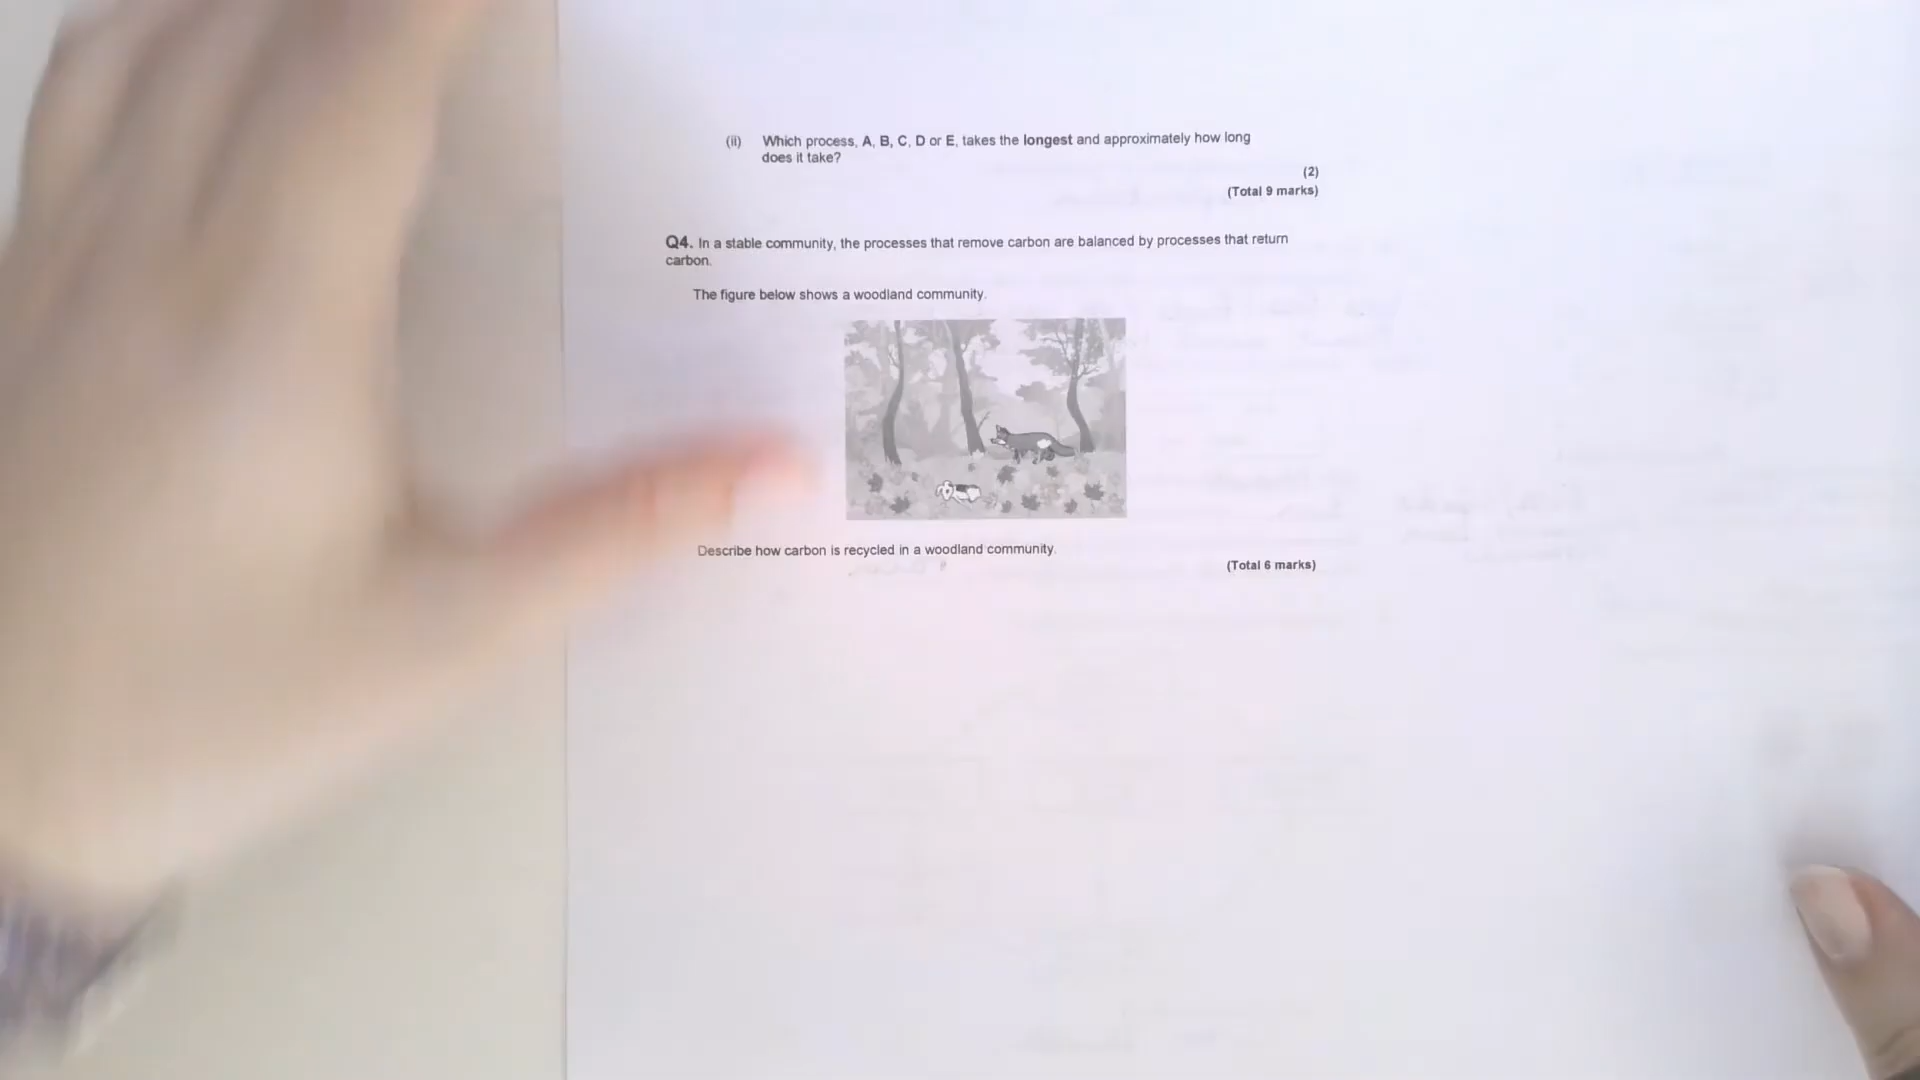 (ii) Which process, A, B, C, D or E, takes the longest and approximately how long
does it take?
(2)
(Total 9 marks)
Q4. In a stable community, the processes that remove carbon are balanced by processes that return
carbon.
The figure below shows a woodland community.
Describe how carbon is recycled in a woodland community.
(Total 6 marks)